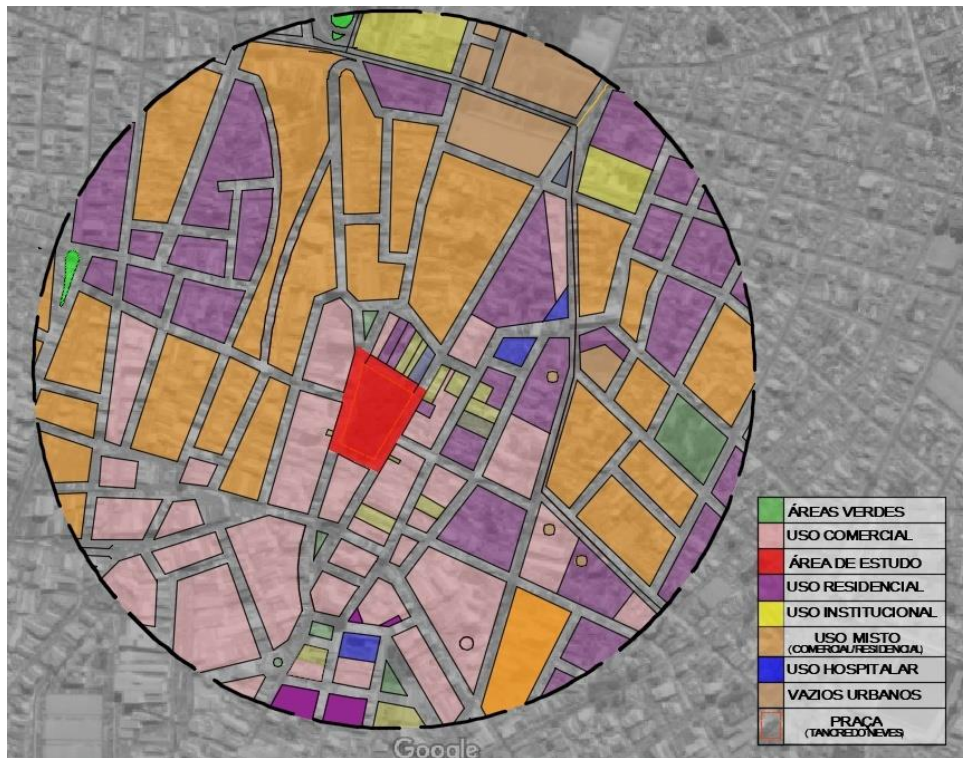 ÁREAS VERDES
USO COMERCIAL
ÁREA DE ESTUDO
USO RESIDENCIAL
USO INSTITUCIONAL
USO MISTO
(COMERCIAL/RESIDENCIAL)
USO HOSPITALAR
VAZIOS URBANOS
PRAÇA
(TANCREDO NEVES)
Google